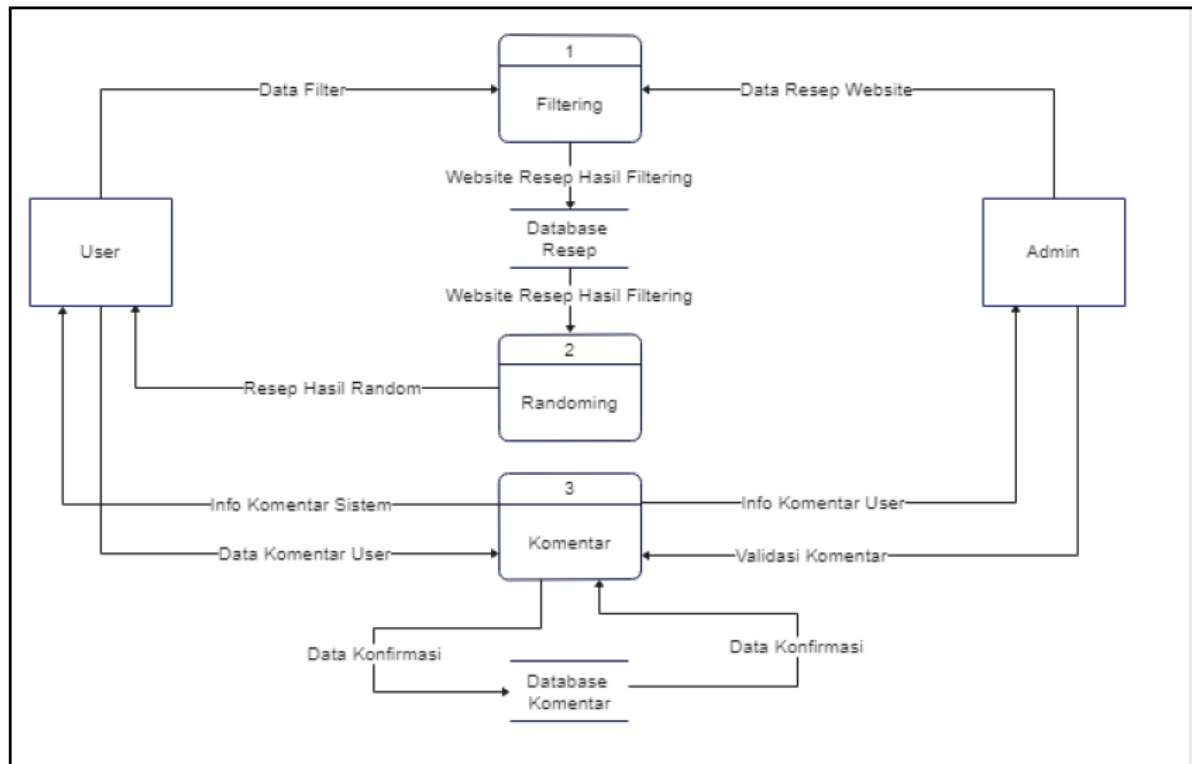 1
Data Filter
Data Resep Website
Filtering
Website Resep Hasil Filtering
Database
Resep
User
Admin
Website Resep Hasil Filtering
2
Resep Hasil Random
Randoming
3
Info Komentar Sistem
Info Komentar User
Komentar
Data Komentar User
Validasi Komentar
Data Konfirmasi
Data Konfirmasi
Database
Komentar